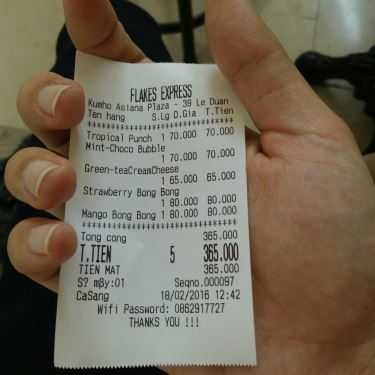 FLAKES EXPRESS
Kumho Asiana Plaza - 39 Le Duan
Ten hang S.Lg D.Gia T.Tien
********************************
Tropical Punch 1 70.000 70.000
Mint-Choco Bubble
1 70.000 70.000
Green-teaCreamCheese
1 65.000 65.000
Strawberry Bong Bong
1 80.000 80.000
Mango Bong Bong 1 80.000 80.000
********************************
Tong cong 365.000
T.TIEN 5 365.000
TIEN MAT 365.000
S? mβy:01 Seqno.000097
CaSang 18/02/2016 12:42
Wifi Password: 0862917727
THANKS YOU !!!